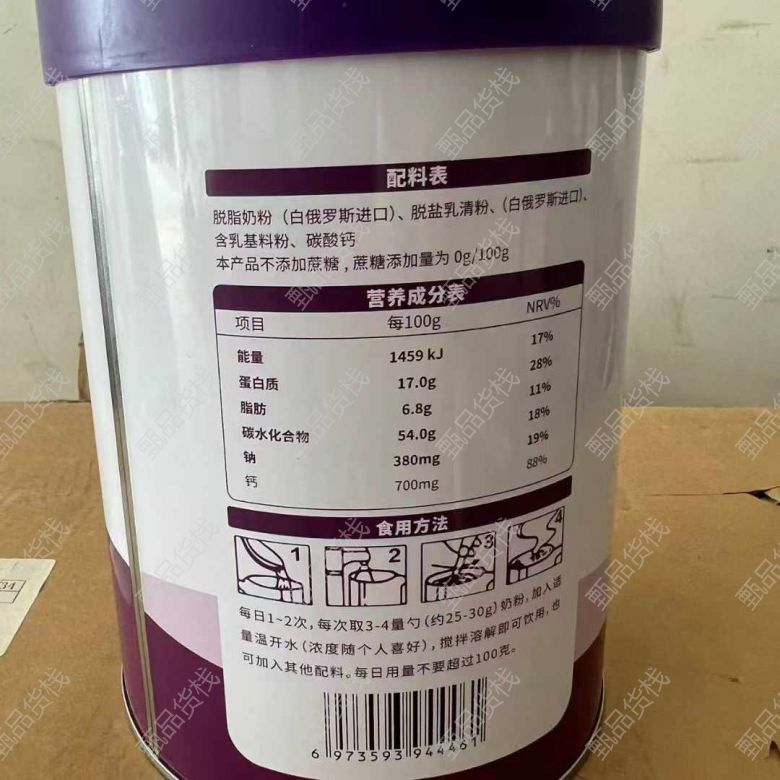 配料表
脱脂奶粉（白俄罗斯进口）、脱盐乳清粉、（白俄罗斯进口）、
含乳基料粉、碳酸钙
本产品不添加蔗糖，蔗糖添加量为 0g/100g
营养成分表
项目 每100g NRV%
能量 1459 kJ 17%
蛋白质 17.0g 28%
脂肪 6.8g 11%
碳水化合物 54.0g 18%
钠 380mg 19%
钙 700mg 88%
食用方法
1 2 3 4
每日1~2次，每次取3-4量勺（约25-30g）奶粉，加入适
量温开水（浓度随个人喜好），搅拌溶解即可饮用，也
可加入其他配料。每日用量不要超过100克。
6 973593 944461
34
甄品货栈